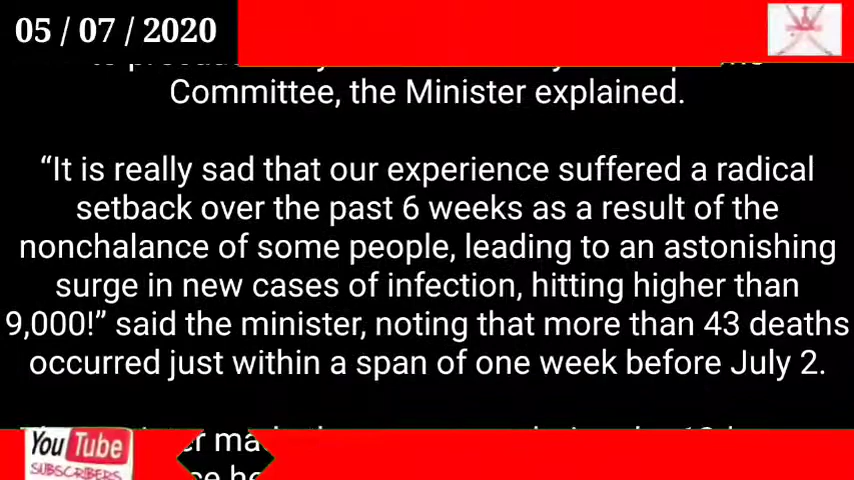 05 / 07 / 2020
Committee, the Minister explained.
“It is really sad that our experience suffered a radical
setback over the past 6 weeks as a result of the
nonchalance of some people, leading to an astonishing
surge in new cases of infection, hitting higher than
9,000!” said the minister, noting that more than 43 deaths
occurred just within a span of one week before July 2.
You Tube
SUBSCRIBERS